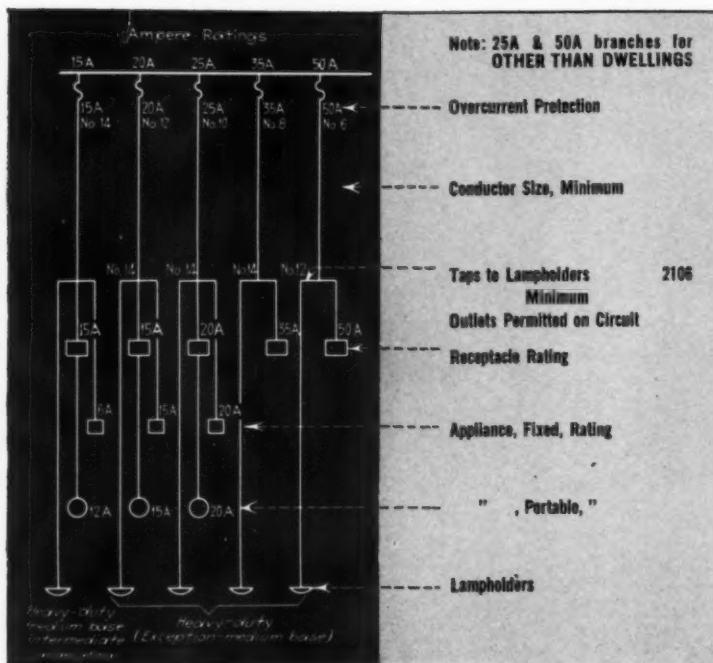 Ampere Ratings
15A 20A 25A 35A 50A
15A 20A 25A 35A 50A
No.14 No.12 No.10 No.8 No.6
No.14 No.14 No.14 No.12
15A 15A 20A 35A 50A
6A 15A 20A
12A 15A 20A
Heavy-duty
medium base
intermediate
Heavy-duty
(Exception-medium base)
Note: 25A & 50A branches for
OTHER THAN DWELLINGS
Overcurrent Protection
Conductor Size, Minimum
Taps to Lampholders 2106
Minimum
Outlets Permitted on Circuit
Receptacle Rating
Appliance, Fixed, Rating
" , Portable, "
Lampholders